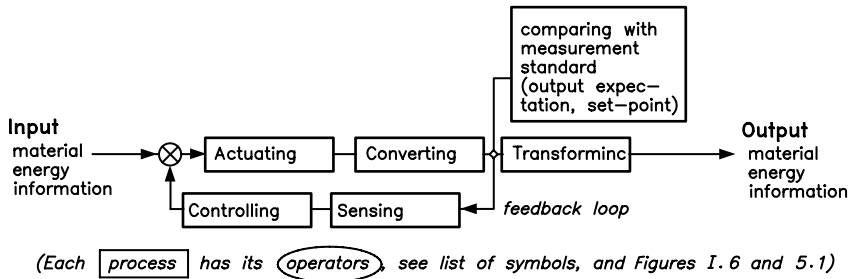 comparing with
measurement
standard
(output expec-
tation, set-point)
Input
material
energy
information
Actuating
Converting
Transforminc
Output
material
energy
information
Controlling
Sensing
feedback loop
(Each process has its operators, see list of symbols, and Figures I.6 and 5.1)